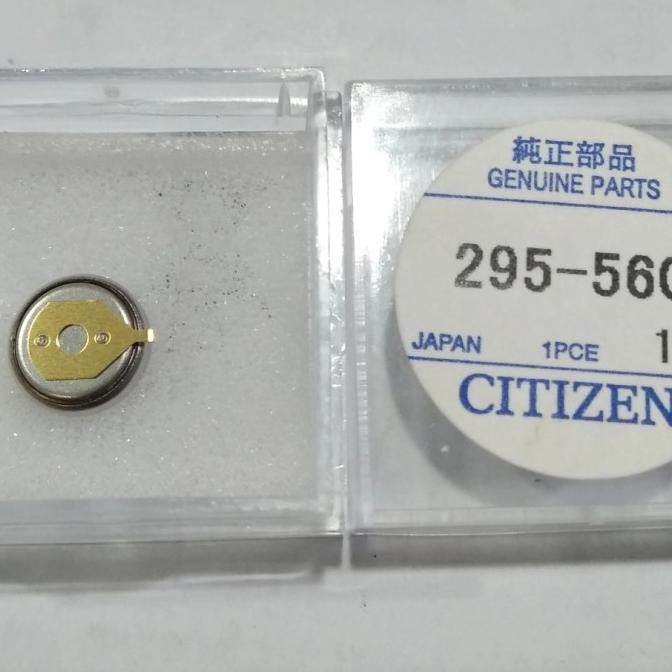 純正部品
GENUINE PARTS
295-560
JAPAN 1PCE 1
CITIZEN